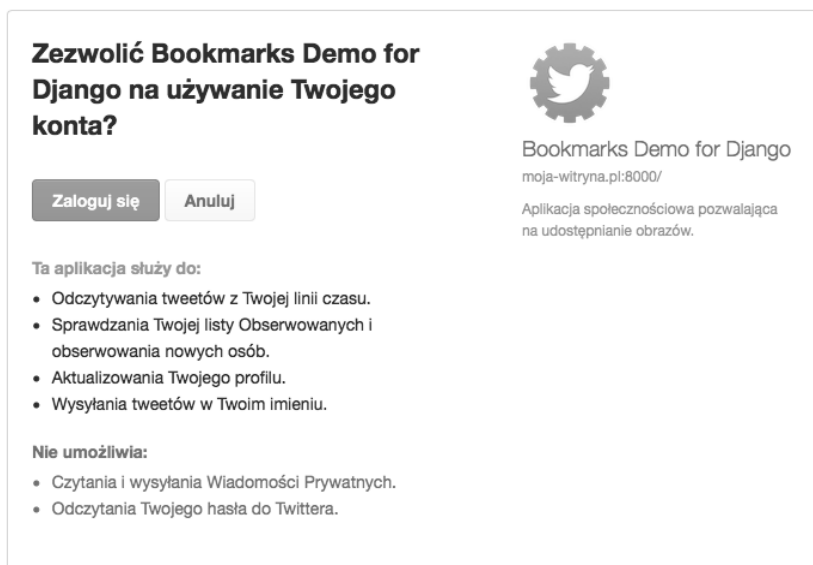 Zezwolić Bookmarks Demo for
Django na używanie Twojego
konta?
Zaloguj się
Anuluj
Ta aplikacja służy do:
• Odczytywania tweetów z Twojej linii czasu.
• Sprawdzania Twojej listy Obserwowanych i
obserwowania nowych osób.
• Aktualizowania Twojego profilu.
• Wysyłania tweetów w Twoim imieniu.
Nie umożliwia:
• Czytania i wysyłania Wiadomości Prywatnych.
• Odczytania Twojego hasła do Twittera.
Bookmarks Demo for Django
moja-witryna.pl:8000/
Aplikacja społecznościowa pozwalająca
na udostępnianie obrazów.